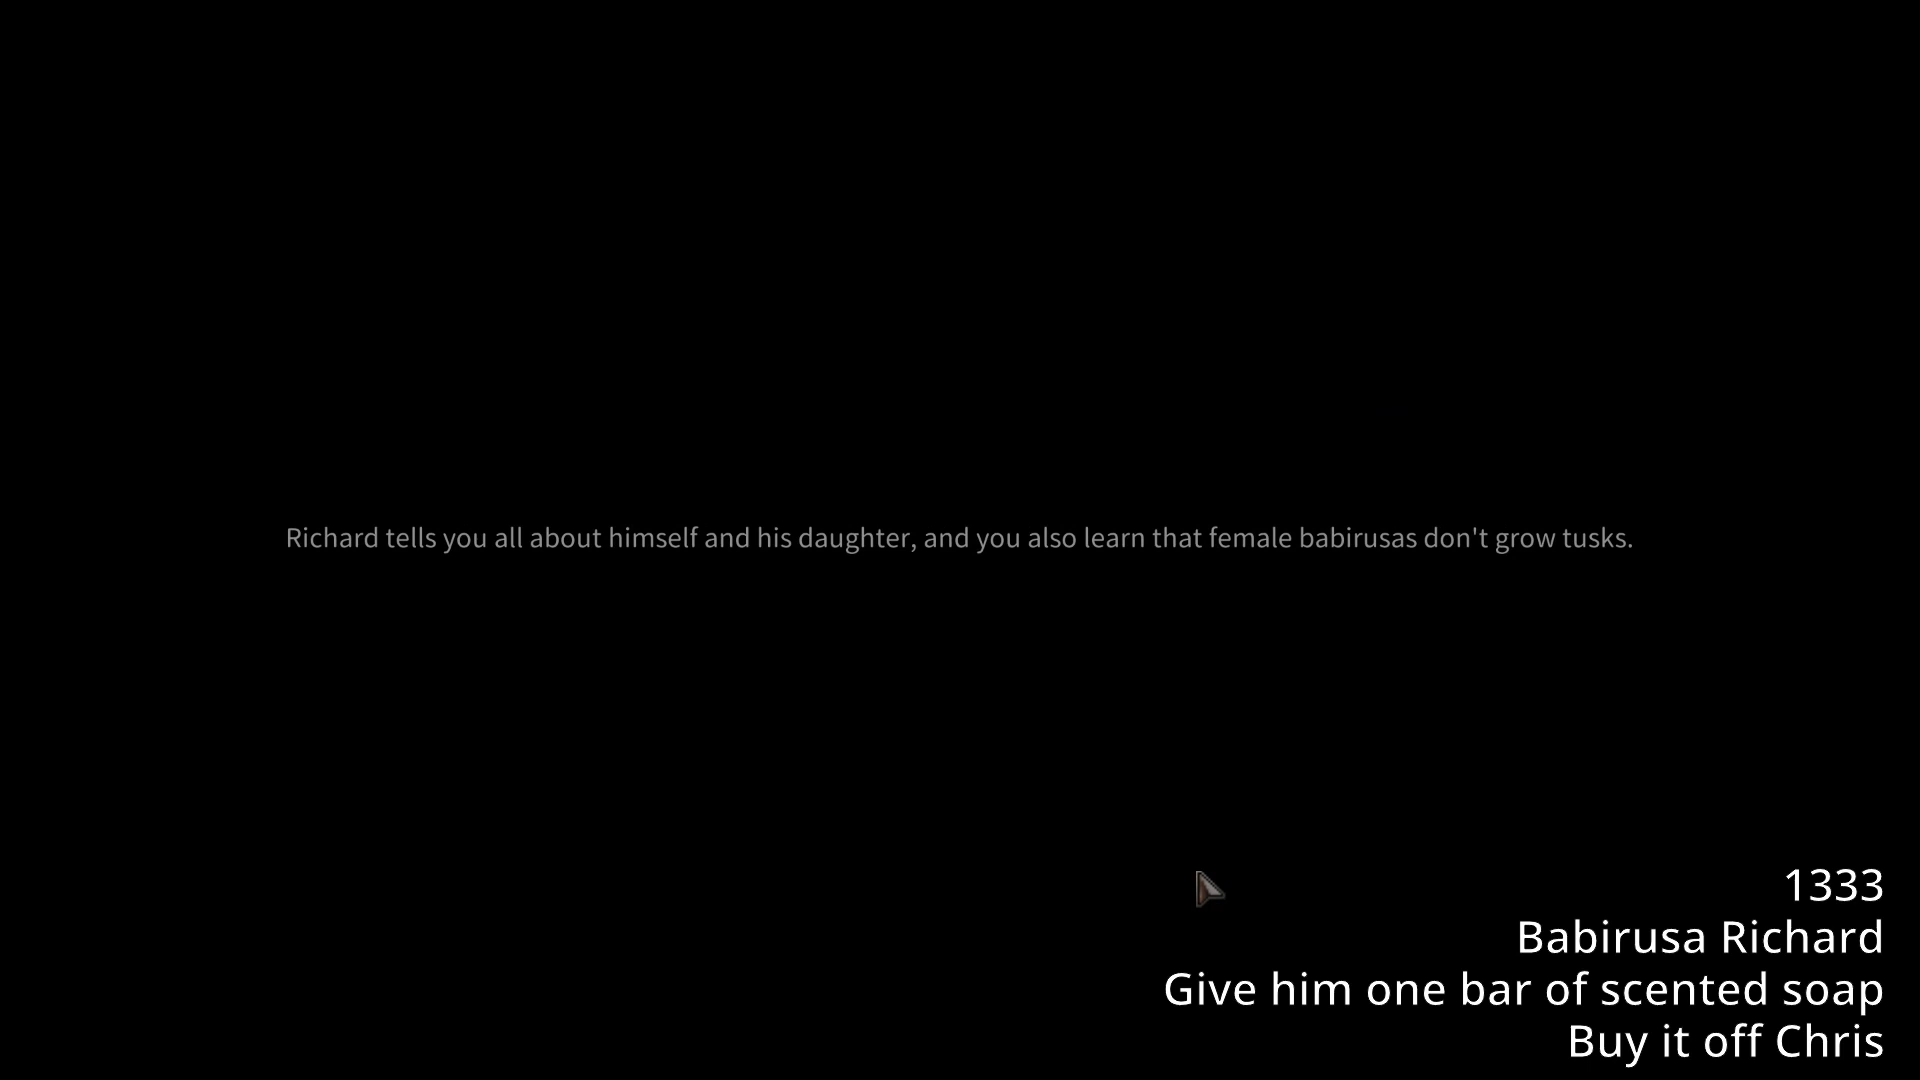 Richard tells you all about himself and his daughter, and you also learn that female babirusas don't grow tusks.
1333
Babirusa Richard
Give him one bar of scented soap
Buy it off Chris